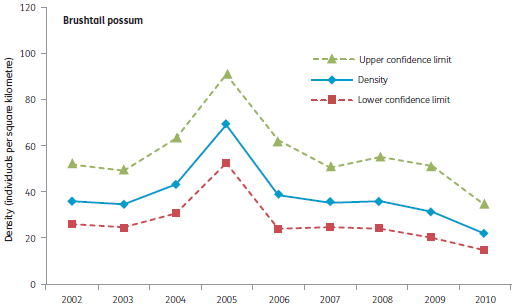 Brushtail possum
Density (individuals per square kilometre)
120
100
80
60
40
20
0
Upper confidence limit
Density
Lower confidence limit
2002 2003 2004 2005 2006 2007 2008 2009 2010